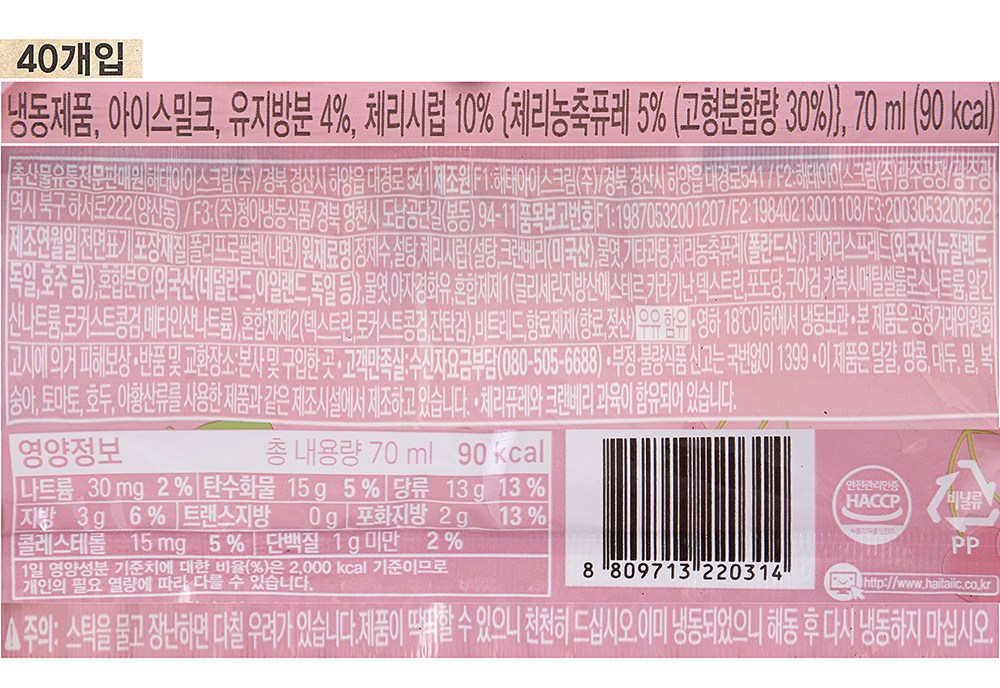 40개입
냉동제품, 아이스밀크, 유지방분 4%, 체리시럽 10% {체리농축퓨레 5% (고형분함량 30%)}, 70 ml (90 kcal)
축산물유통전문판매원 해태아이스크림(주)/경북 경산시 하양읍 대경로 541 제조원 F1:해태아이스크림(주)/경북 경산시 하양읍 대경로541 / F2:해태아이스크림(주)광주공장/광주광
역시 북구 하서로222(양산동) / F3:(주)청아냉동식품/경북 영천시 도남공단길(봉동) 94-11 품목보고번호 F1:19870532001207/F2:19840213001108/F3:2003053200252
제조연월일 전면표기 포장재질 폴리프로필렌(내면) 원재료명 정제수, 설탕, 체리시럽{설탕, 크랜베리(미국산), 물엿, 기타과당, 체리농축퓨레(폴란드산)}, 데어리스프레드(외국산(뉴질랜드,
독일, 호주 등)), 혼합분유(외국산(네덜란드, 아일랜드, 독일 등)), 물엿, 야자경화유, 혼합제제1(글리세린지방산에스테르, 카라기난, 덱스트린, 포도당, 구아검, 카복시메틸셀룰로스나트륨, 알긴
산나트륨, 로커스트콩검, 메타인산나트륨), 혼합제제2(덱스트린, 로커스트콩검, 잔탄검), 비트레드, 향료제제(향료, 젖산) 우유 함유 •영하 18℃이하에서 냉동보관 •본 제품은 공정거래위원회
고시에 의거 피해보상 •반품 및 교환장소:본사 및 구입한 곳 •고객만족실:수신자요금부담(080-505-6688) •부정·불량식품 신고는 국번없이 1399 •이 제품은 달걀, 땅콩, 대두, 밀, 복
숭아, 토마토, 호두, 아황산류를 사용한 제품과 같은 제조시설에서 제조하고 있습니다. •체리퓨레와 크랜베리 과육이 함유되어 있습니다.
영양정보 총 내용량 70 ml 90 kcal
나트륨 30 mg 2 % 탄수화물 15 g 5 % 당류 13 g 13 %
지방 3 g 6 % 트랜스지방 0 g 포화지방 2 g 13 %
콜레스테롤 15 mg 5 % 단백질 1 g 미만 2 %
1일 영양성분 기준치에 대한 비율(%)은 2,000 kcal 기준이므로
개인의 필요 열량에 따라 다를 수 있습니다.
8 809713 220314
안전관리인증
HACCP
식품의약품안전처
비닐류
PP
http://www.haitaiic.co.kr
주의: 스틱을 물고 장난하면 다칠 우려가 있습니다.제품이 딱딱할 수 있으니 천천히 드십시오.이미 냉동되었으니 해동 후 다시 냉동하지 마십시오.